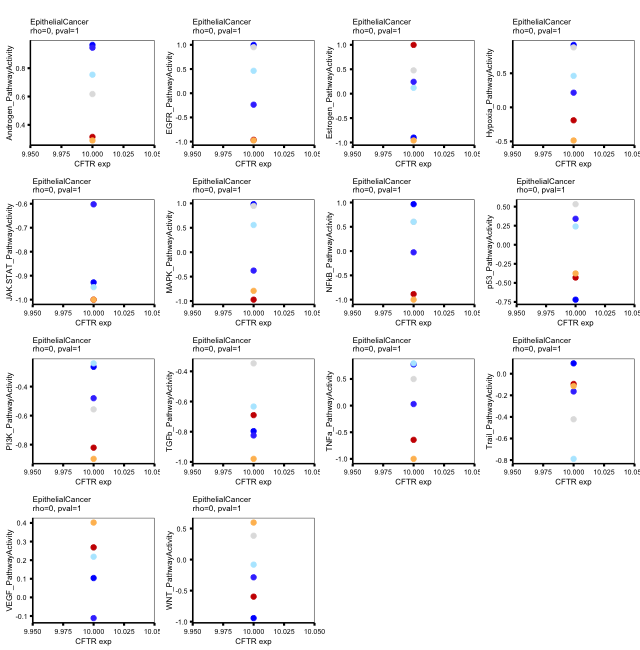 EpithelialCancer
rho=0, pval=1
Androgen_PathwayActivity
0.8
0.6
0.4
9.950 9.975 10.000 10.025 10.05
CFTR exp
EpithelialCancer
rho=0, pval=1
EGFR_PathwayActivity
1.0
0.5
0.0
-0.5
-1.0
9.950 9.975 10.000 10.025 10.05
CFTR exp
EpithelialCancer
rho=0, pval=1
Estrogen_PathwayActivity
1.0
0.5
0.0
-0.5
-1.0
9.950 9.975 10.000 10.025 10.05
CFTR exp
EpithelialCancer
rho=0, pval=1
Hypoxia_PathwayActivity
0.5
0.0
-0.5
9.950 9.975 10.000 10.025 10.05
CFTR exp
EpithelialCancer
rho=0, pval=1
JAK-STAT_PathwayActivity
-0.6
-0.7
-0.8
-0.9
-1.0
9.950 9.975 10.000 10.025 10.05
CFTR exp
EpithelialCancer
rho=0, pval=1
MAPK_PathwayActivity
1.0
0.5
0.0
-0.5
-1.0
9.950 9.975 10.000 10.025 10.05
CFTR exp
EpithelialCancer
rho=0, pval=1
NFkB_PathwayActivity
1.0
0.5
0.0
-0.5
-1.0
9.950 9.975 10.000 10.025 10.05
CFTR exp
EpithelialCancer
rho=0, pval=1
p53_PathwayActivity
0.50
0.25
0.00
-0.25
-0.50
-0.75
9.950 9.975 10.000 10.025 10.05
CFTR exp
EpithelialCancer
rho=0, pval=1
PI3K_PathwayActivity
-0.4
-0.6
-0.8
9.950 9.975 10.000 10.025 10.05
CFTR exp
EpithelialCancer
rho=0, pval=1
TGFb_PathwayActivity
-0.4
-0.6
-0.8
-1.0
9.950 9.975 10.000 10.025 10.05
CFTR exp
EpithelialCancer
rho=0, pval=1
TNFa_PathwayActivity
0.5
0.0
-0.5
-1.0
9.950 9.975 10.000 10.025 10.05
CFTR exp
EpithelialCancer
rho=0, pval=1
Trail_PathwayActivity
0.0
-0.2
-0.4
-0.6
-0.8
9.950 9.975 10.000 10.025 10.05
CFTR exp
EpithelialCancer
rho=0, pval=1
VEGF_PathwayActivity
0.4
0.3
0.2
0.1
0.0
-0.1
9.950 9.975 10.000 10.025 10.05
CFTR exp
EpithelialCancer
rho=0, pval=1
WNT_PathwayActivity
0.5
0.0
-0.5
-1.0
9.950 9.975 10.000 10.025 10.050
CFTR exp